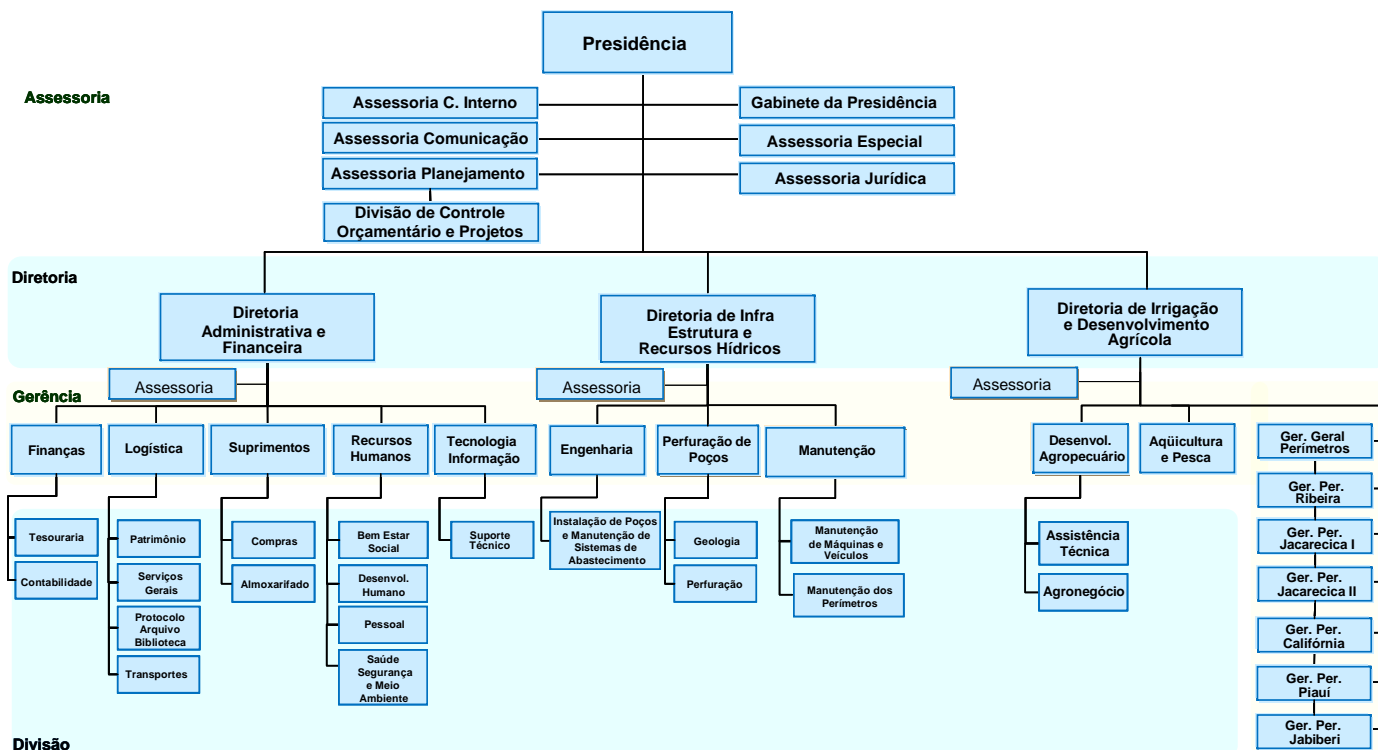 Presidência
Assessoria
Assessoria C. Interno
Gabinete da Presidência
Assessoria Comunicação
Assessoria Especial
Assessoria Planejamento
Assessoria Jurídica
Divisão de Controle
Orçamentário e Projetos
Diretoria
Diretoria
Administrativa e
Financeira
Diretoria de Infra
Estrutura e
Recursos Hídricos
Diretoria de Irrigação
e Desenvolvimento
Agrícola
Assessoria
Assessoria
Assessoria
Gerência
Finanças
Logística
Suprimentos
Recursos
Humanos
Tecnologia
Informação
Engenharia
Perfuração de
Poços
Manutenção
Desenvol.
Agropecuário
Aqüicultura
e Pesca
Ger. Geral
Perímetros
Ger. Per.
Ribeira
Ger. Per.
Jacarecica I
Ger. Per.
Jacarecica II
Ger. Per.
Califórnia
Ger. Per.
Piauí
Ger. Per.
Jabiberi
Tesouraria
Contabilidade
Patrimônio
Serviços
Gerais
Protocolo
Arquivo
Biblioteca
Transportes
Compras
Almoxarifado
Bem Estar
Social
Desenvol.
Humano
Pessoal
Saúde
Segurança
e Meio
Ambiente
Suporte
Técnico
Instalação de Poços
e Manutenção de
Sistemas de
Abastecimento
Geologia
Perfuração
Manutenção
de Máquinas e
Veículos
Manutenção dos
Perímetros
Assistência
Técnica
Agronegócio
Divisão